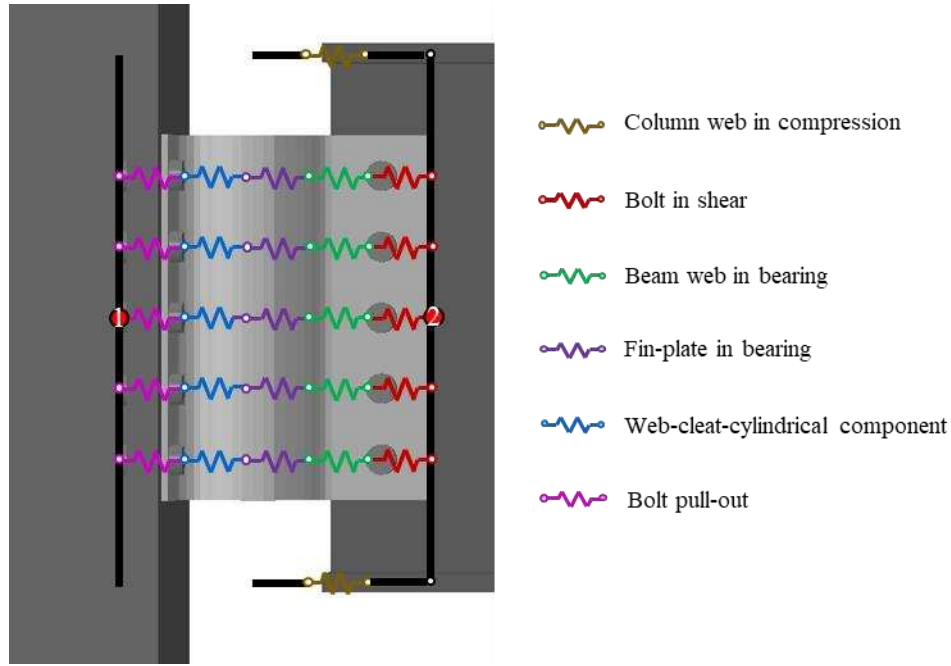 Column web in compression
Bolt in shear
Beam web in bearing
1
2
Fin-plate in bearing
Web-cleat-cylindrical component
Bolt pull-out